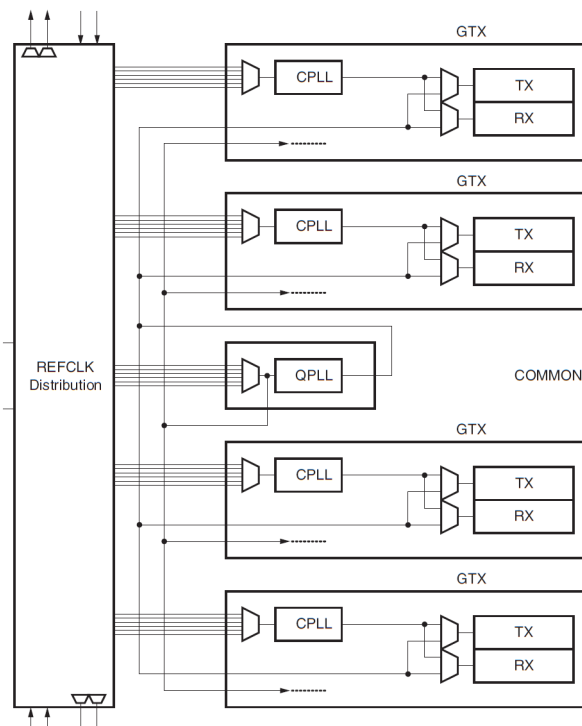 GTX
CPLL
TX
RX
GTX
CPLL
TX
RX
REFCLK
Distribution
QPLL
COMMON
GTX
CPLL
TX
RX
GTX
CPLL
TX
RX